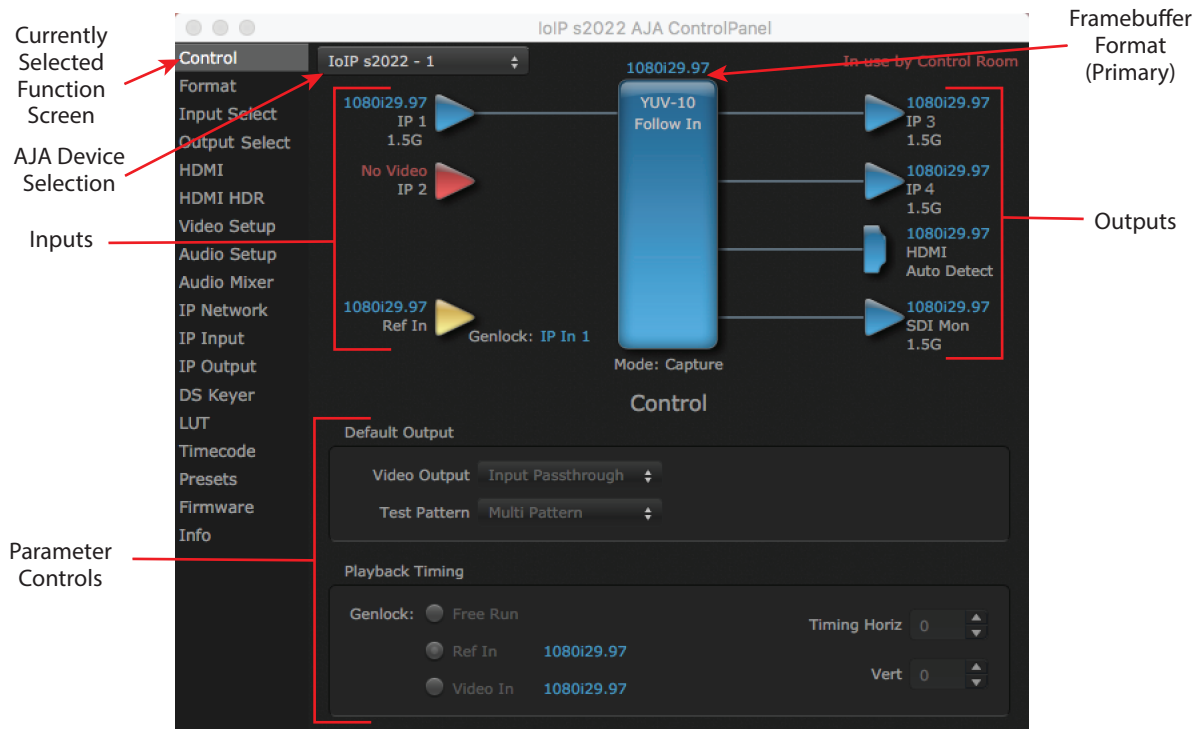 IoIP s2022 AJA ControlPanel
Currently
Selected
Function
Screen
AJA Device
Selection
Inputs
Parameter
Controls
Framebuffer
Format
(Primary)
Outputs
Control
Format
Input Select
Output Select
HDMI
HDMI HDR
Video Setup
Audio Setup
Audio Mixer
IP Network
IP Input
IP Output
DS Keyer
LUT
Timecode
Presets
Firmware
Info
IoIP s2022 - 1
In use by Control Room
1080i29.97
YUV-10
Follow In
1080i29.97
IP 1
1.5G
No Video
IP 2
1080i29.97
Ref In
Genlock: IP In 1
Mode: Capture
1080i29.97
IP 3
1.5G
1080i29.97
IP 4
1.5G
1080i29.97
HDMI
Auto Detect
1080i29.97
SDI Mon
1.5G
Control
Default Output
Video Output Input Passthrough
Test Pattern Multi Pattern
Playback Timing
Genlock: Free Run
Ref In 1080i29.97
Video In 1080i29.97
Timing Horiz 0
Vert 0